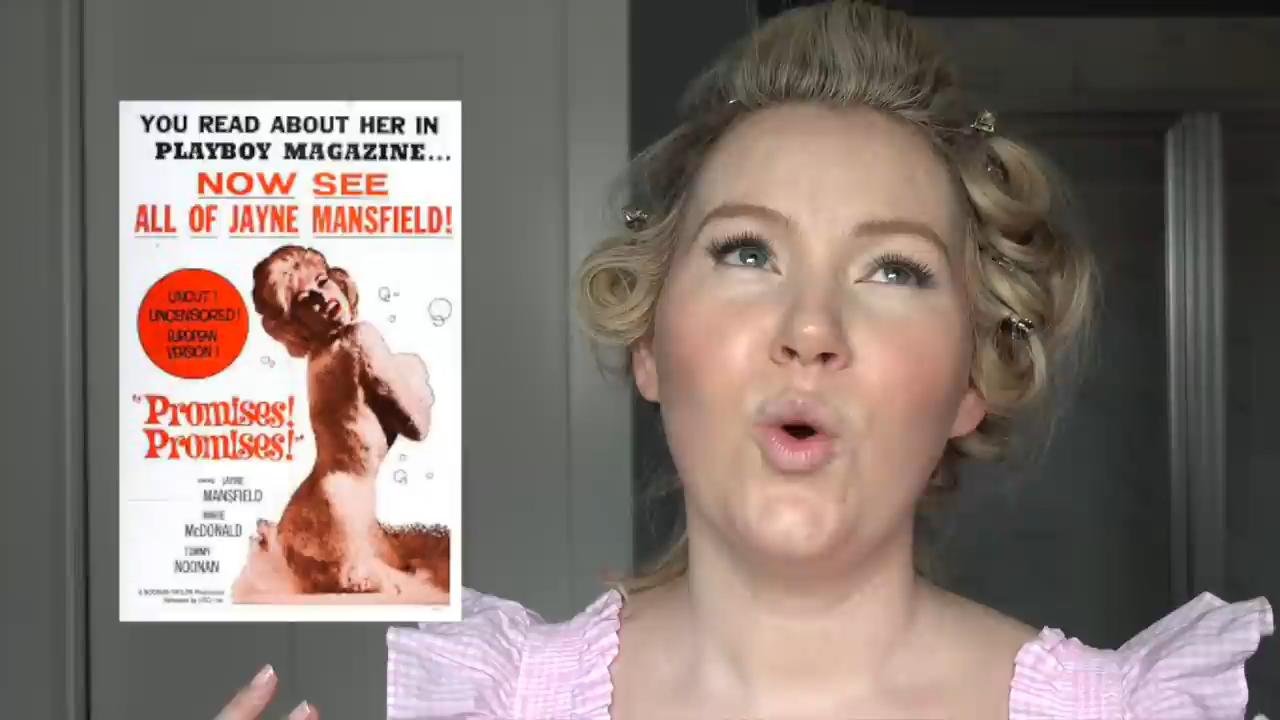 YOU READ ABOUT HER IN
PLAYBOY MAGAZINE...
NOW SEE
ALL OF JAYNE MANSFIELD!
UNCUT!
UNCENSORED!
EUROPEAN
VERSION!
"Promises!
Promises!"
JAYNE
MANSFIELD
MARIE
McDONALD
TOMMY
NOONAN